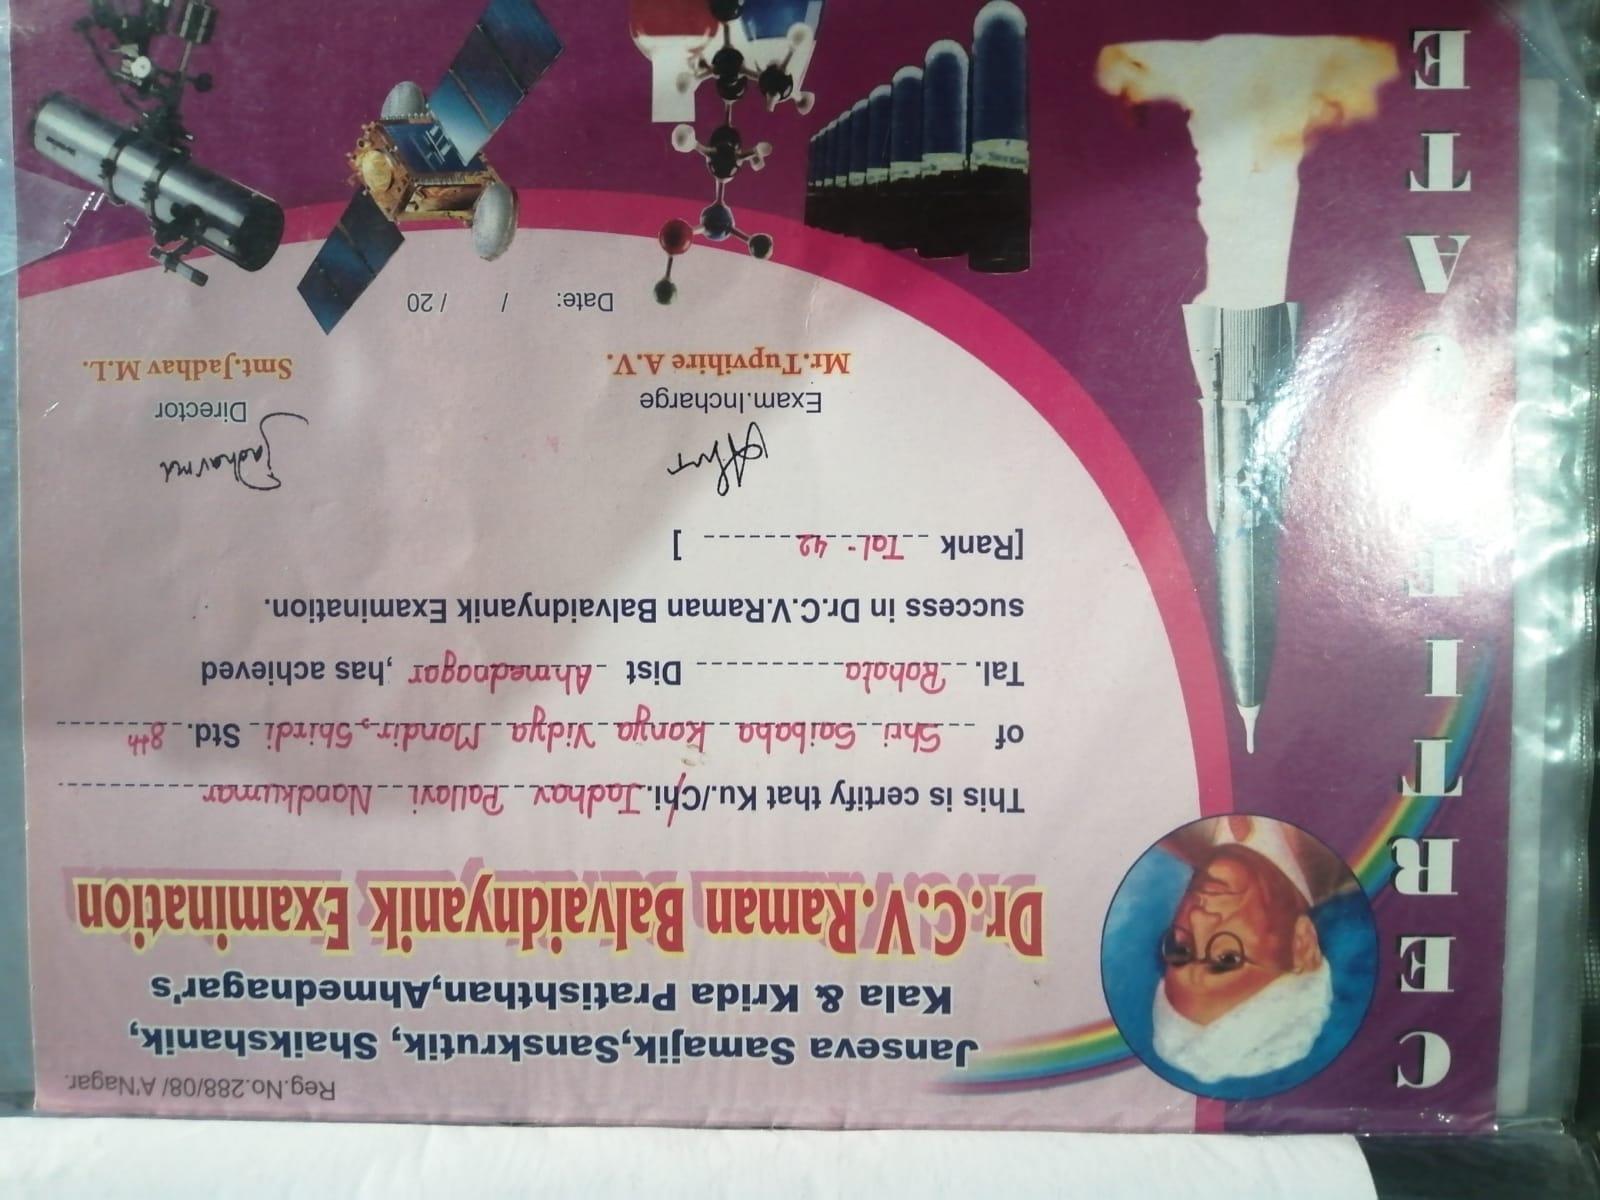 CERTIFICATE
Reg.No.288/08/ A'Nagar.
Janseva Samajik,Sanskrutik, Shaikshanik,
Kala & Krida Pratishthan,Ahmednagar's
Dr.C.V.Raman Balvaidnyanik Examination
This is certify that Ku./Chi. Jadhav Pallavi Nandkumar
of Shri Saibaba Kanya Vidya Mandir, Shirdi Std. 8th
Tal. Rahata Dist Ahmednagar ,has achieved
success in Dr.C.V.Raman Balvaidnyanik Examination.
[Rank Tal- 42 ]
Jadhav ML
Exam.Incharge Director
Mr.Tupvihire A.V. Smt.Jadhav M.L.
Date: / / 20